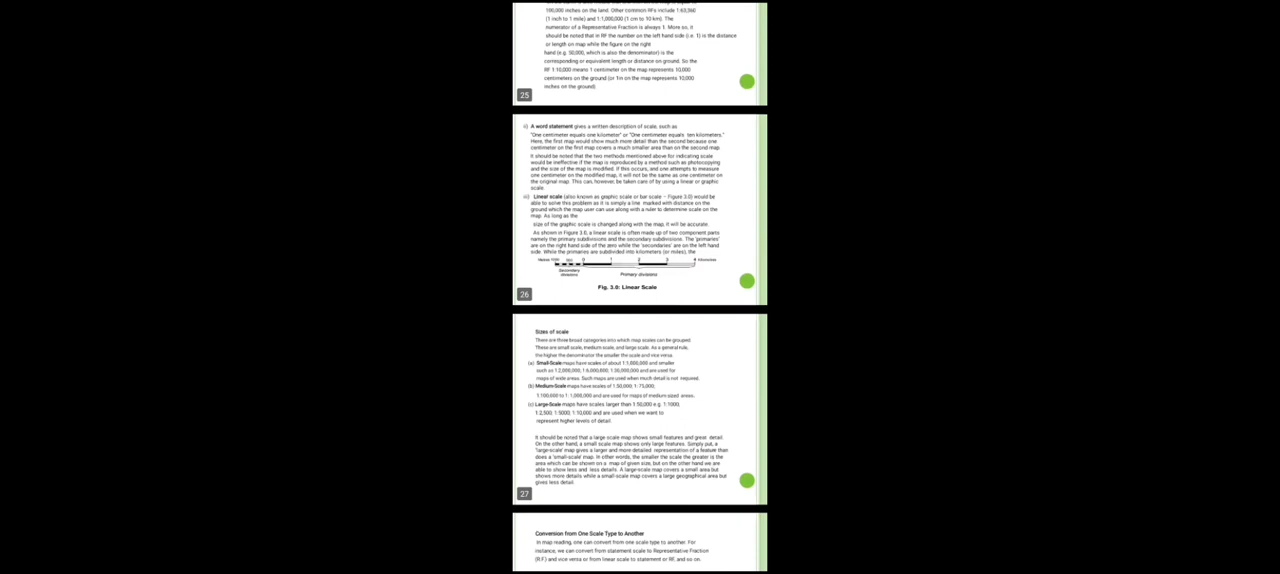 100,000 inches on the land. Other common RFs include 1:63,360
(1 inch to 1 mile) and 1:1,000,000 (1 cm to 10 km). The
numerator of a Representative Fraction is always 1. More so, it
should be noted that in RF the number on the left hand side (i.e. 1) is the distance
or length on map while the figure on the right
hand (e.g. 50,000, which is also the denominator) is the
corresponding or equivalent length or distance on ground. So the
RF 1:10,000 means 1 centimeter on the map represents 10,000
centimeters on the ground (or 1in on the map represents 10,000
inches on the ground).
25
ii) A word statement gives a written description of scale, such as
"One centimeter equals one kilometer" or "One centimeter equals ten kilometers."
Here, the first map would show much more detail than the second because one
centimeter on the first map covers a much smaller area than on the second map.
It should be noted that the two methods mentioned above for indicating scale
would be ineffective if the map is reproduced by a method such as photocopying
and the size of the map is modified. If this occurs, and one attempts to measure
one centimeter on the modified map, it will not be the same as one centimeter on
the original map. This can, however, be taken care of by using a linear or graphic
scale.
iii) Linear scale (also known as graphic scale or bar scale – Figure 3.0) would be
able to solve this problem as it is simply a line marked with distance on the
ground which the map user can use along with a ruler to determine scale on the
map. As long as the
size of the graphic scale is changed along with the map, it will be accurate.
As shown in Figure 3.0, a linear scale is often made up of two component parts
namely the primary subdivisions and the secondary subdivisions. The 'primaries'
are on the right hand side of the zero while the 'secondaries' are on the left hand
side. While the primaries are subdivided into kilometers (or miles), the
Metres 1000 500 0 1 2 3 4 Kilometres
Secondary
divisions
Primary divisions
Fig. 3.0: Linear Scale
26
Sizes of scale
There are three broad categories into which map scales can be grouped.
These are small scale, medium scale, and large scale. As a general rule,
the higher the denominator the smaller the scale and vice versa.
(a) Small-Scale maps have scales of about 1:1,000,000 and smaller
such as 1:2,000,000; 1:6,000,000; 1:30,000,000 and are used for
maps of wide areas. Such maps are used when much detail is not required.
(b) Medium-Scale maps have scales of 1:50,000; 1:75,000;
1:100,000 to 1:1,000,000 and are used for maps of medium sized areas.
(c) Large-Scale maps have scales larger than 1:50,000 e.g. 1:1000;
1:2,500; 1:5000; 1:10,000 and are used when we want to
represent higher levels of detail.
It should be noted that a large scale map shows small features and great detail.
On the other hand, a small scale map shows only large features. Simply put, a
'large-scale' map gives a larger and more detailed representation of a feature than
does a 'small-scale' map. In other words, the smaller the scale the greater is the
area which can be shown on a map of given size, but on the other hand we are
able to show less and less details. A large-scale map covers a small area but
shows more details while a small-scale map covers a large geographical area but
gives less detail.
27
Conversion from One Scale Type to Another
In map reading, one can convert from one scale type to another. For
instance, we can convert from statement scale to Representative Fraction
(R.F.) and vice versa or from linear scale to statement or RF, and so on.